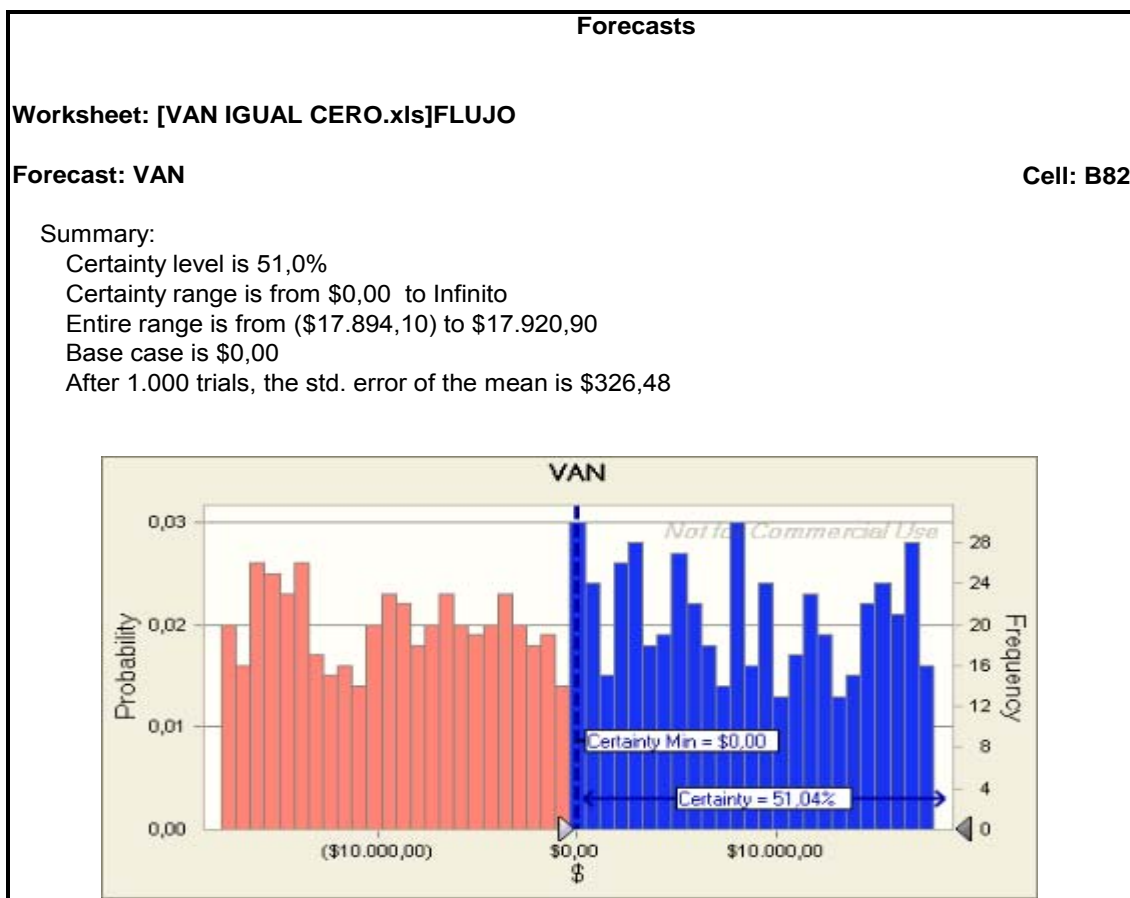 Forecasts
Worksheet: [VAN IGUAL CERO.xls]FLUJO
Forecast: VAN Cell: B82
Summary:
Certainty level is 51,0%
Certainty range is from $0,00 to Infinito
Entire range is from ($17.894,10) to $17.920,90
Base case is $0,00
After 1.000 trials, the std. error of the mean is $326,48
VAN
Not for Commercial Use
Probability
0,03
0,02
0,01
0,00
28
24
20
16
12
8
4
0
Frequency
Certainty Min = $0,00
Certainty = 51,04%
($10.000,00) $0,00 $10.000,00
$